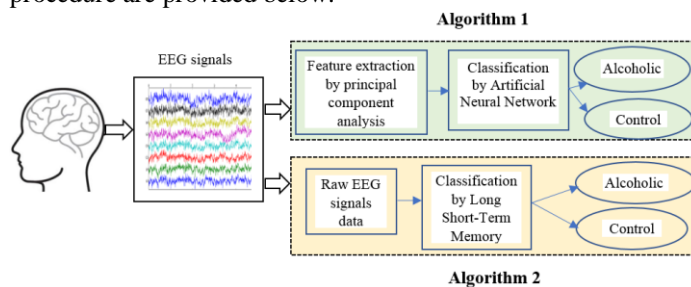 procedure are provided below.
Algorithm 1
EEG signals
Feature extraction
by principal
component
analysis
Classification
by Artificial
Neural Network
Alcoholic
Control
Raw EEG
signals
data
Classification
by Long
Short-Term
Memory
Alcoholic
Control
Algorithm 2